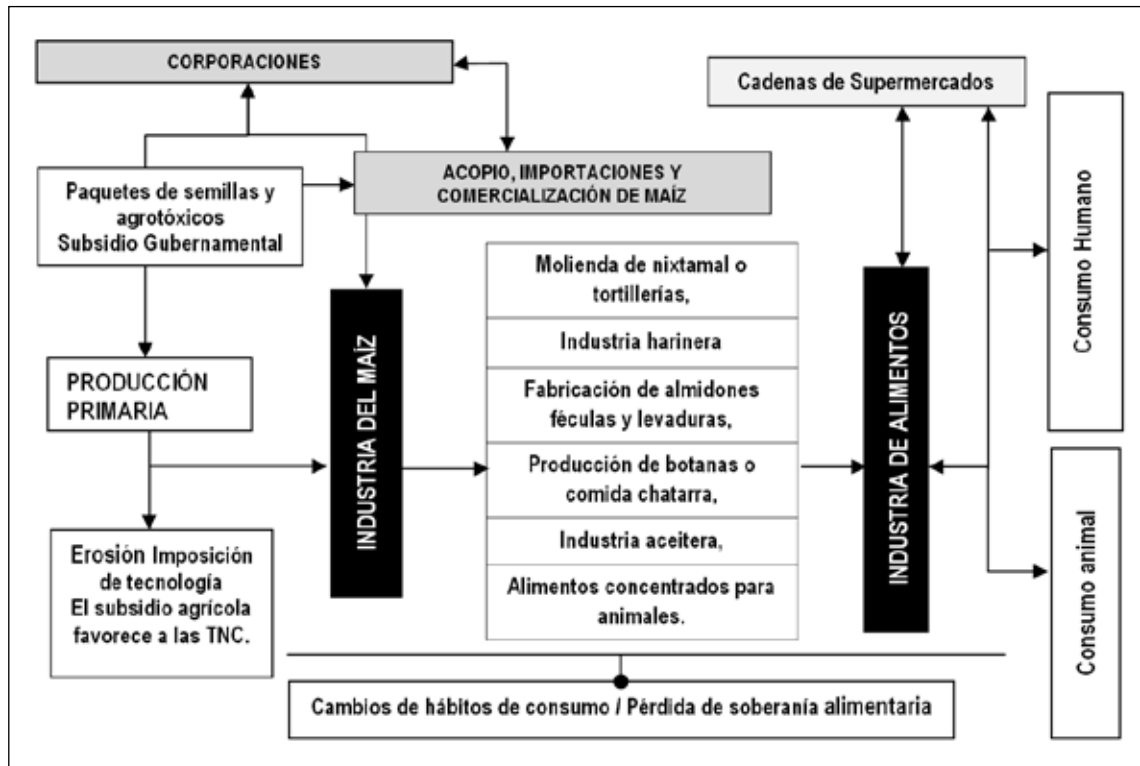 CORPORACIONES
Cadenas de Supermercados
ACOPIO, IMPORTACIONES Y
COMERCIALIZACIÓN DE MAÍZ
Paquetes de semillas y
agrotóxicos
Subsidio Gubernamental
PRODUCCIÓN
PRIMARIA
Erosión Imposición
de tecnología
El subsidio agrícola
favorece a las TNC.
INDUSTRIA DEL MAÍZ
Molienda de nixtamal o
tortillerías,
Industria harinera
Fabricación de almidones
féculas y levaduras,
Producción de botanas o
comida chatarra,
Industria aceitera,
Alimentos concentrados para
animales.
INDUSTRIA DE ALIMENTOS
Consumo Humano
Consumo animal
Cambios de hábitos de consumo / Pérdida de soberanía alimentaria